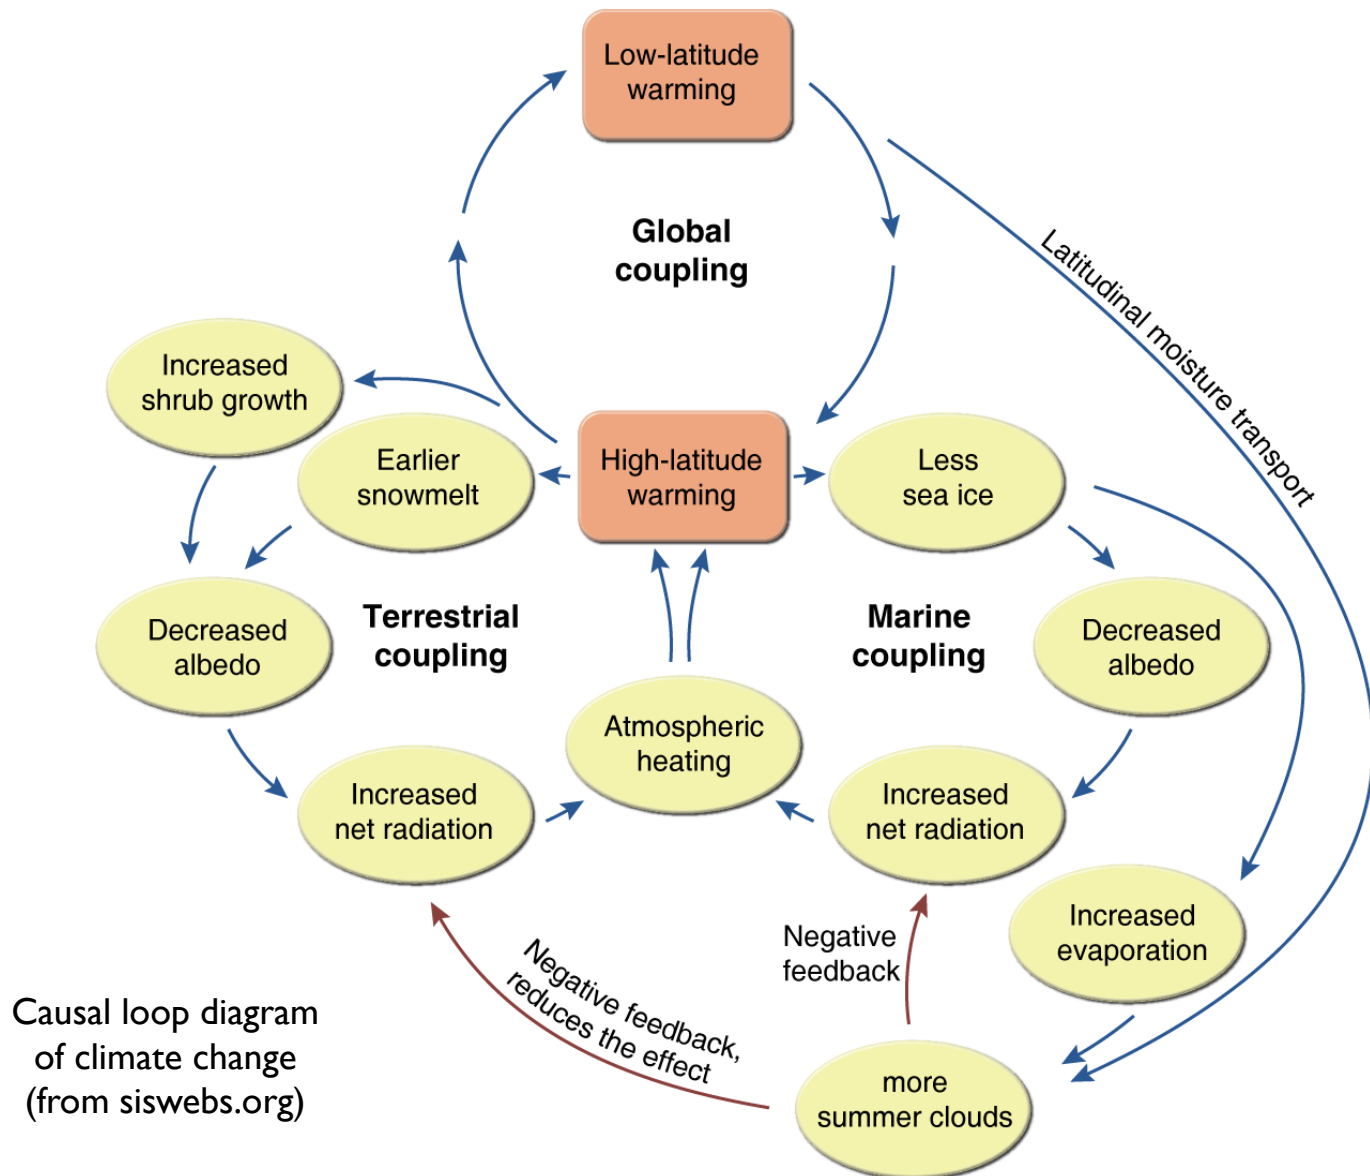 Low-latitude
warming
Global
coupling
Latitudinal moisture transport
Increased
shrub growth
Earlier
snowmelt
High-latitude
warming
Less
sea ice
Decreased
albedo
Terrestrial
coupling
Marine
coupling
Decreased
albedo
Atmospheric
heating
Increased
net radiation
Increased
net radiation
Increased
evaporation
Negative
feedback
Negative feedback,
reduces the effect
more
summer clouds
Causal loop diagram
of climate change
(from siswebs.org)